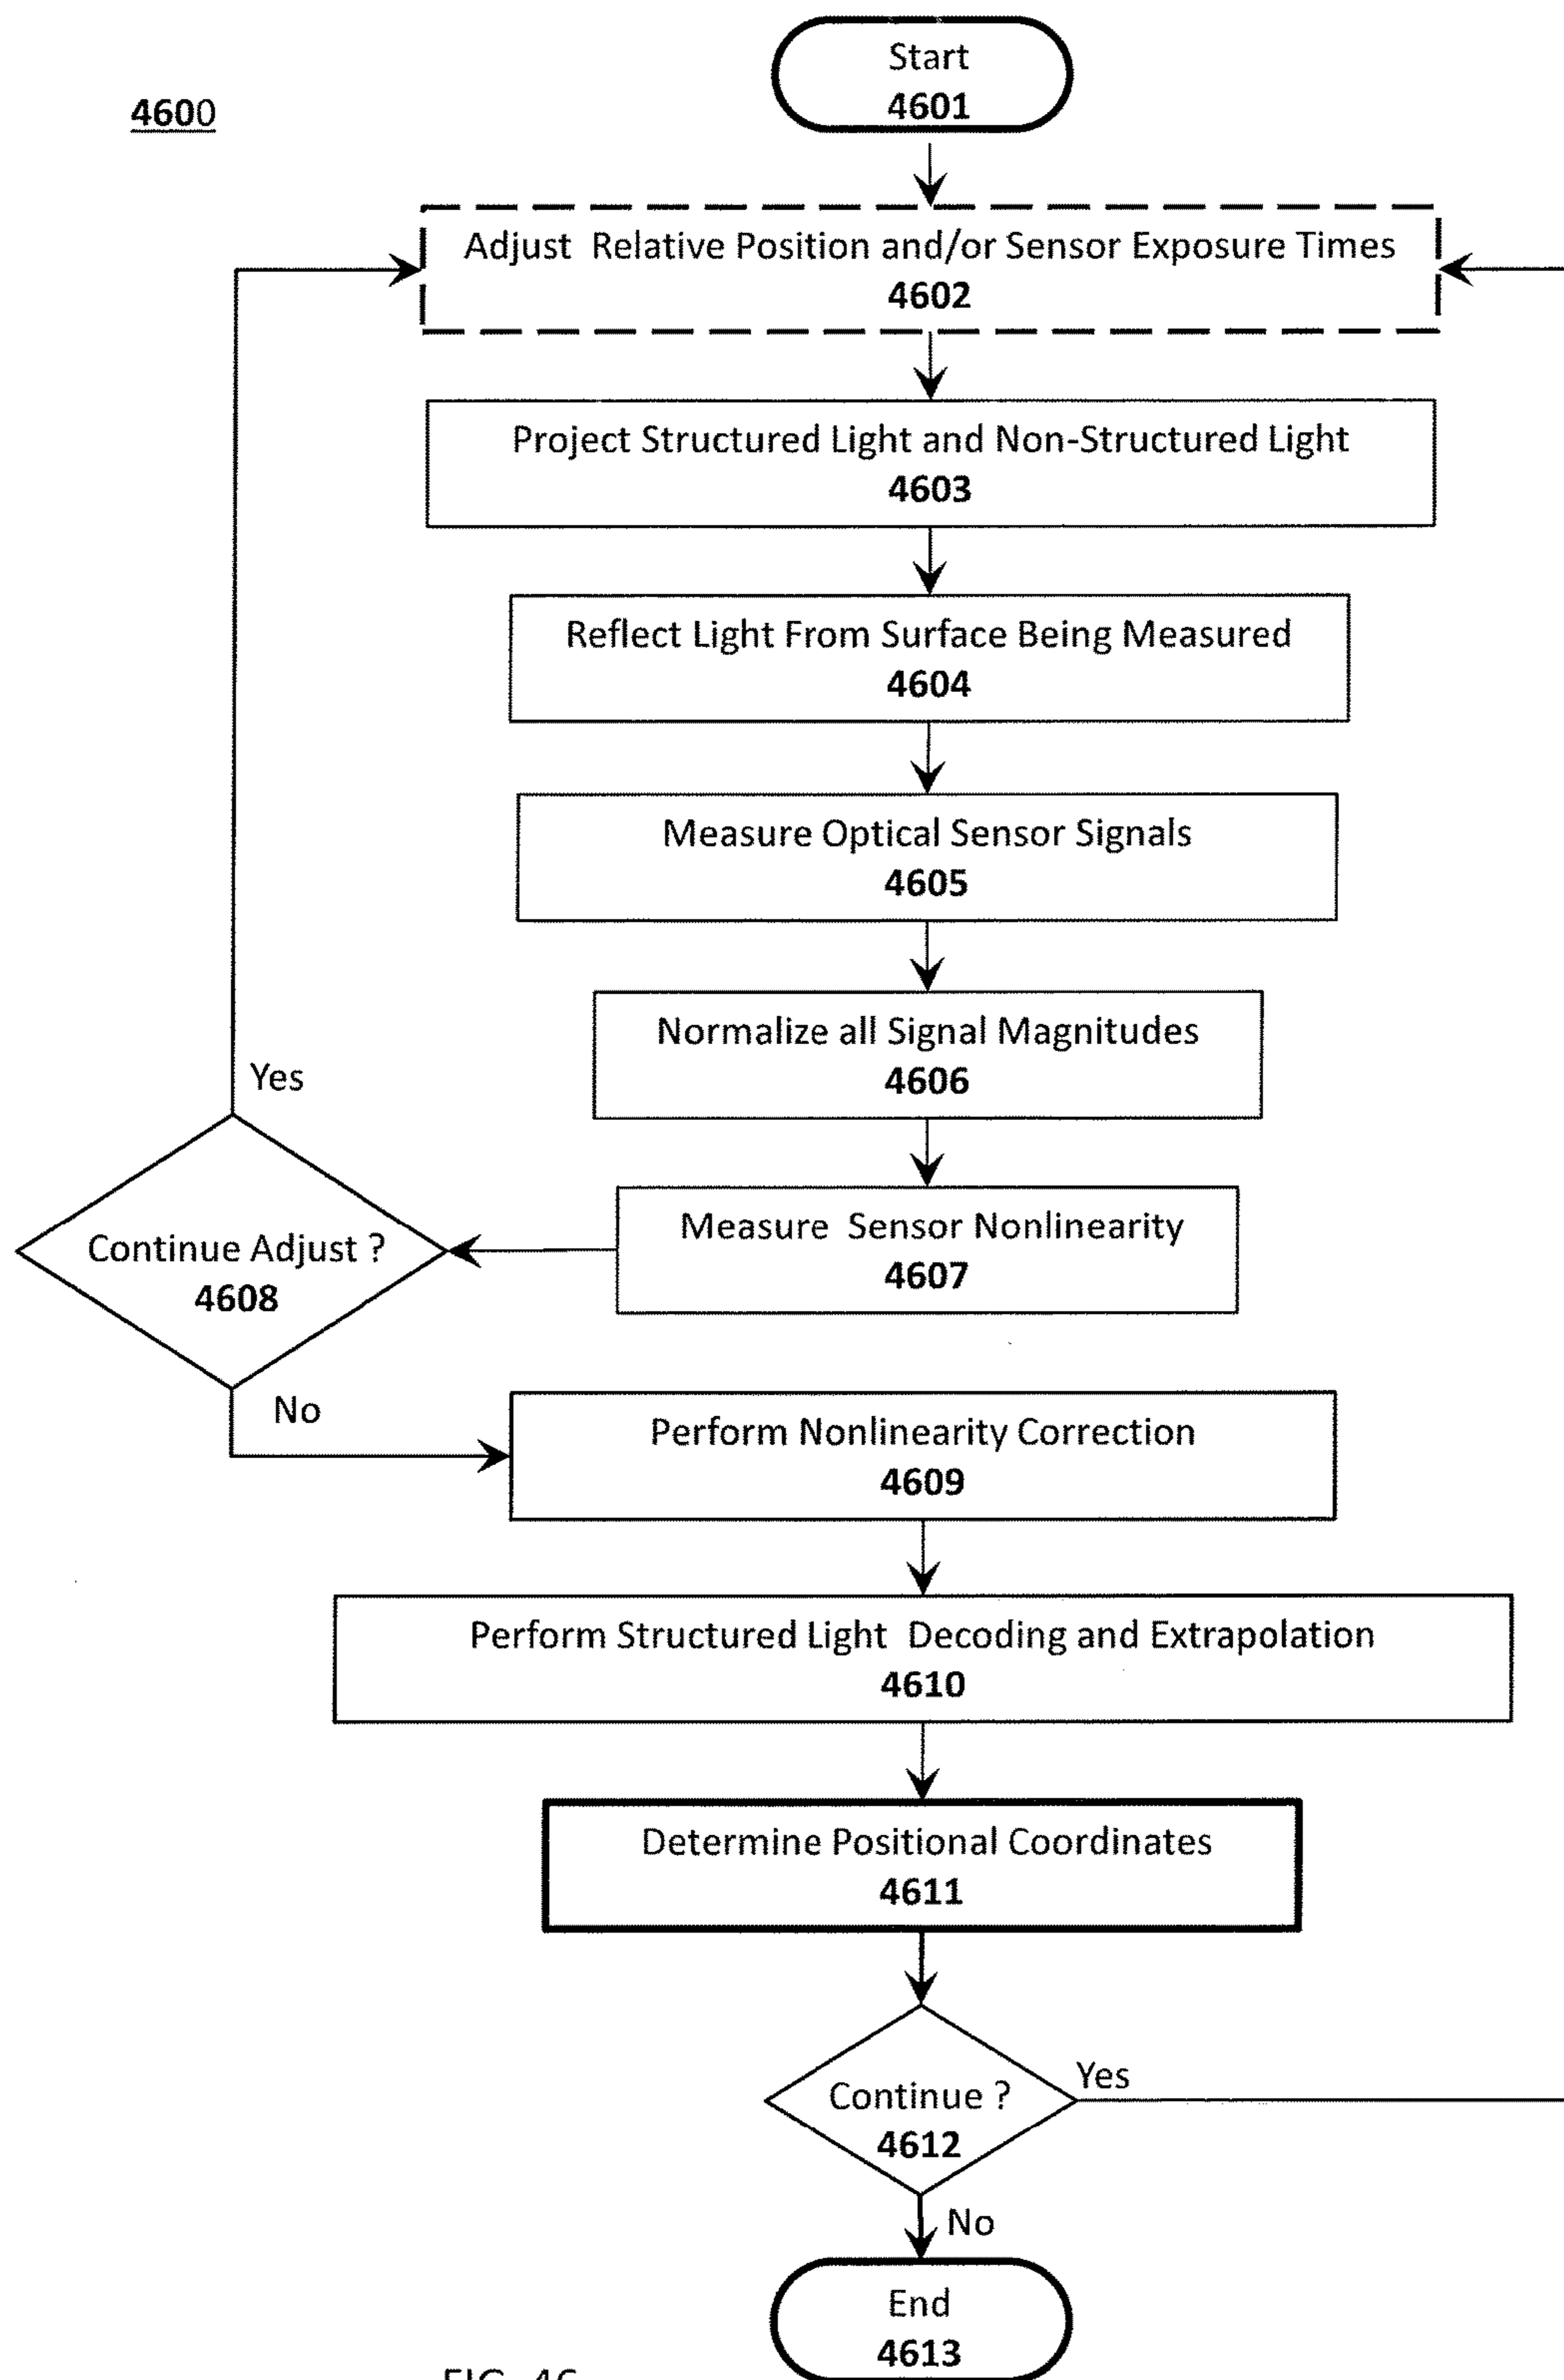 Start
4601
4600
Adjust Relative Position and/or Sensor Exposure Times
4602
Project Structured Light and Non-Structured Light
4603
Reflect Light From Surface Being Measured
4604
Measure Optical Sensor Signals
4605
Normalize all Signal Magnitudes
4606
Yes
Measure Sensor Nonlinearity
4607
Continue Adjust ?
4608
No
Perform Nonlinearity Correction
4609
Perform Structured Light Decoding and Extrapolation
4610
Determine Positional Coordinates
4611
Continue ?
4612
Yes
No
End
4613
FIG. 46